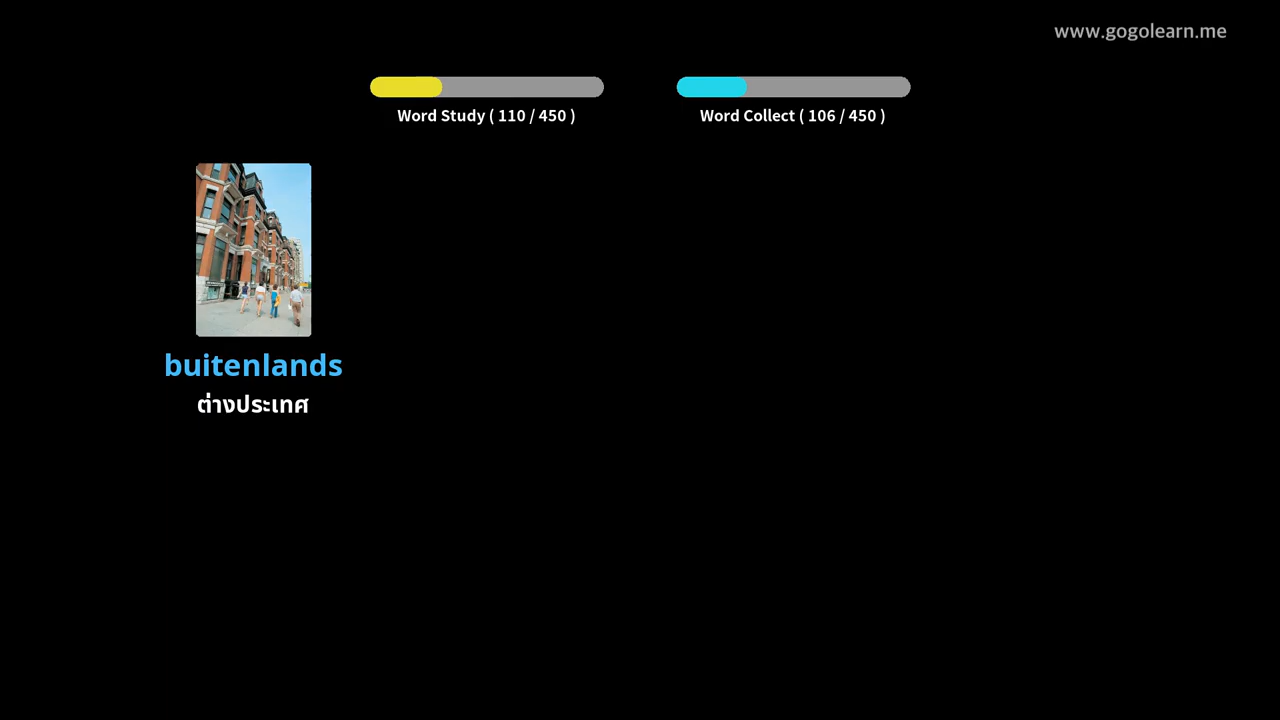 www.gogolearn.me
Word Study ( 110 / 450 )
Word Collect ( 106 / 450 )
buitenlands
ต่างประเทศ